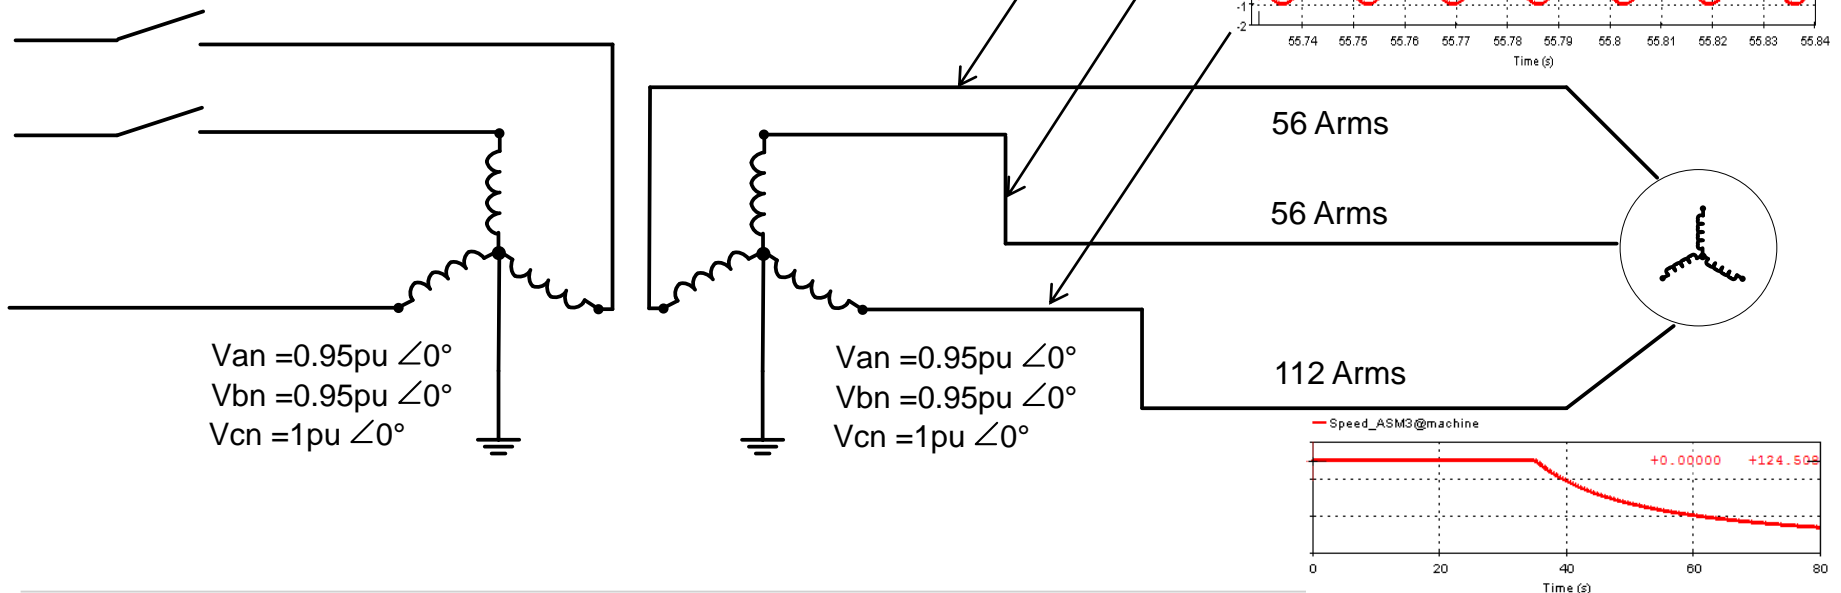 -1
-2
55.74 55.75 55.76 55.77 55.78 55.79 55.8 55.81 55.82 55.83 55.84
Time (s)
56 Arms
56 Arms
112 Arms
Van =0.95pu ∠0°
Vbn =0.95pu ∠0°
Vcn =1pu ∠0°
Van =0.95pu ∠0°
Vbn =0.95pu ∠0°
Vcn =1pu ∠0°
Speed_ASM3@machine
+0.00000 +124.508
0 20 40 60 80
Time (s)